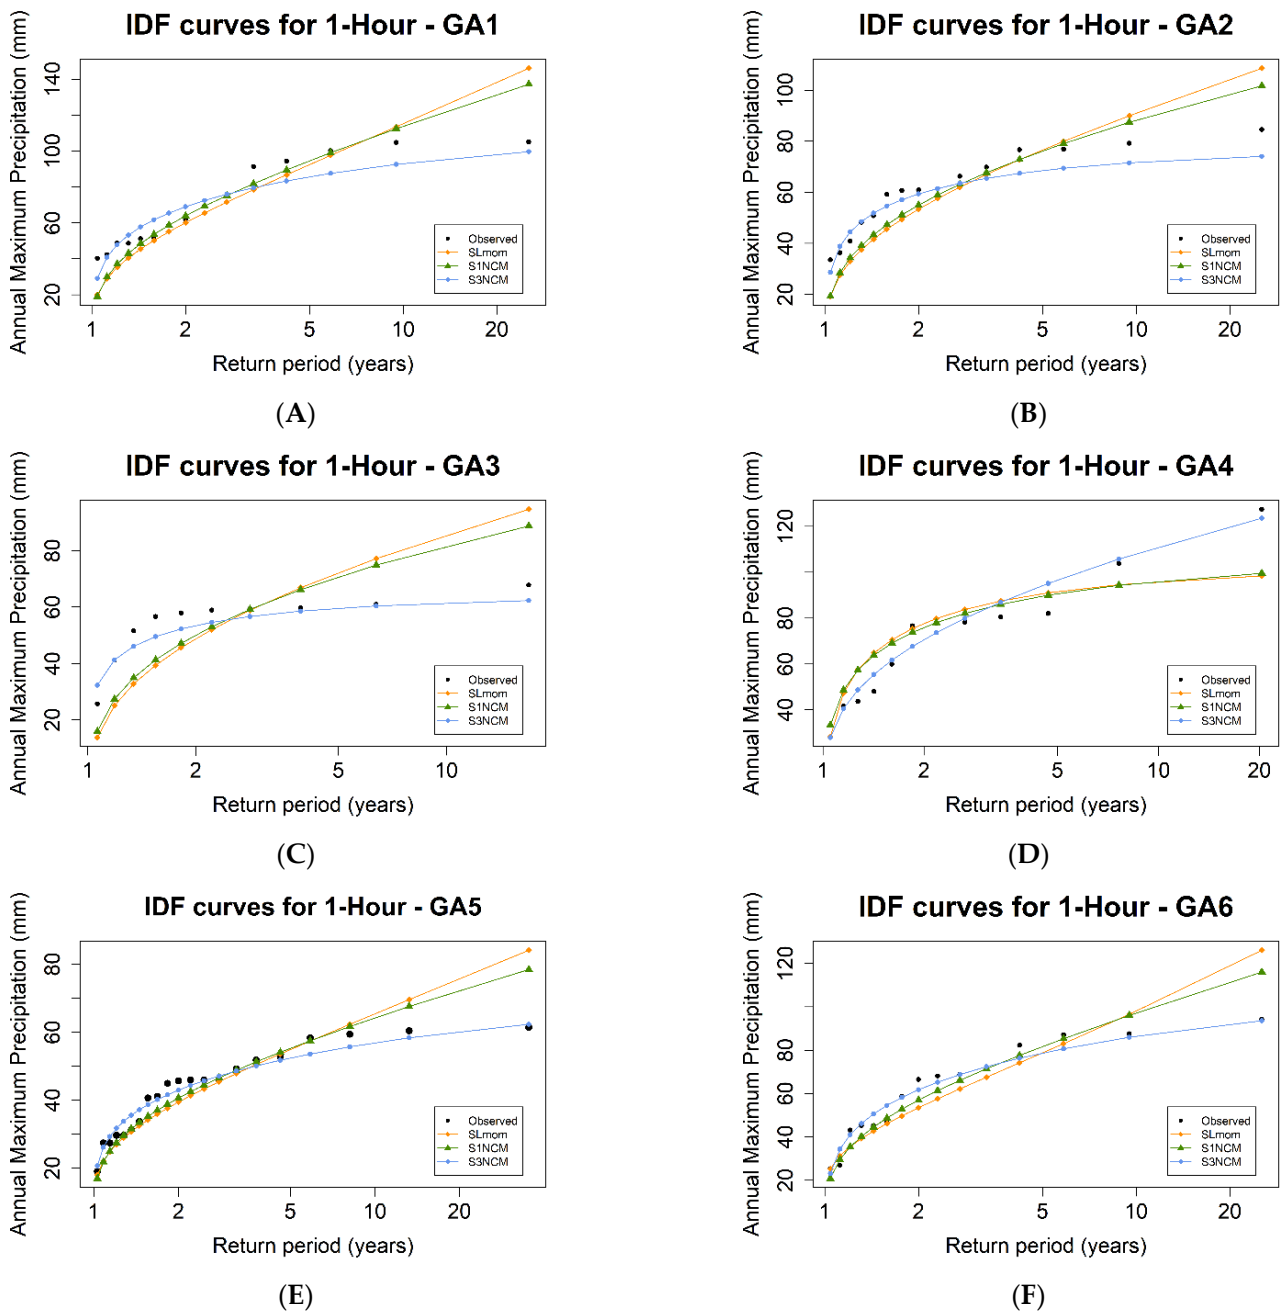 IDF curves for 1-Hour - GA1
Annual Maximum Precipitation (mm)
140
100
60
20
Observed
SLmom
S1NCM
S3NCM
1 2 5 10 20
Return period (years)
(A)
IDF curves for 1-Hour - GA2
Annual Maximum Precipitation (mm)
100
80
60
40
20
Observed
SLmom
S1NCM
S3NCM
1 2 5 10 20
Return period (years)
(B)
IDF curves for 1-Hour - GA3
Annual Maximum Precipitation (mm)
80
60
40
20
Observed
SLmom
S1NCM
S3NCM
1 2 5 10
Return period (years)
(C)
IDF curves for 1-Hour - GA4
Annual Maximum Precipitation (mm)
120
80
60
40
Observed
SLmom
S1NCM
S3NCM
1 2 5 10 20
Return period (years)
(D)
IDF curves for 1-Hour - GA5
Annual Maximum Precipitation (mm)
80
60
40
20
Observed
SLmom
S1NCM
S3NCM
1 2 5 10 20
Return period (years)
(E)
IDF curves for 1-Hour - GA6
Annual Maximum Precipitation (mm)
120
80
60
40
20
Observed
SLmom
S1NCM
S3NCM
1 2 5 10 20
Return period (years)
(F)